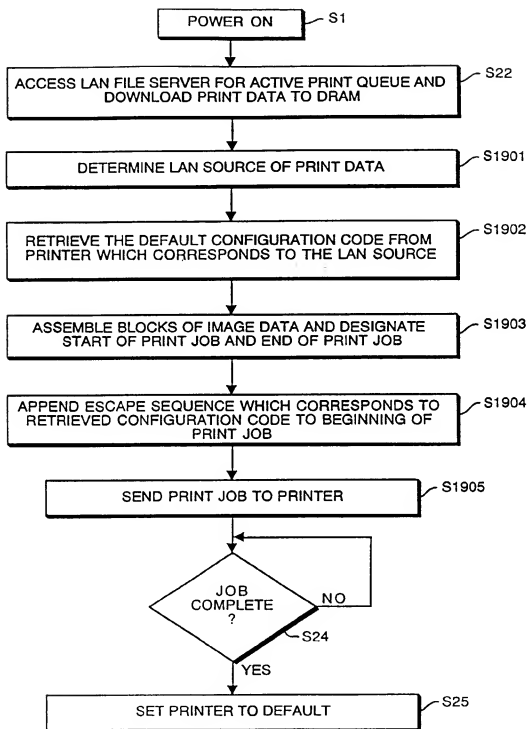 POWER ON
S1
ACCESS LAN FILE SERVER FOR ACTIVE PRINT QUEUE AND
DOWNLOAD PRINT DATA TO DRAM
S22
DETERMINE LAN SOURCE OF PRINT DATA
S1901
RETRIEVE THE DEFAULT CONFIGURATION CODE FROM
PRINTER WHICH CORRESPONDS TO THE LAN SOURCE
S1902
ASSEMBLE BLOCKS OF IMAGE DATA AND DESIGNATE
START OF PRINT JOB AND END OF PRINT JOB
S1903
APPEND ESCAPE SEQUENCE WHICH CORRESPONDS TO
RETRIEVED CONFIGURATION CODE TO BEGINNING OF
PRINT JOB
S1904
SEND PRINT JOB TO PRINTER
S1905
JOB
COMPLETE
?
NO
S24
YES
SET PRINTER TO DEFAULT
S25